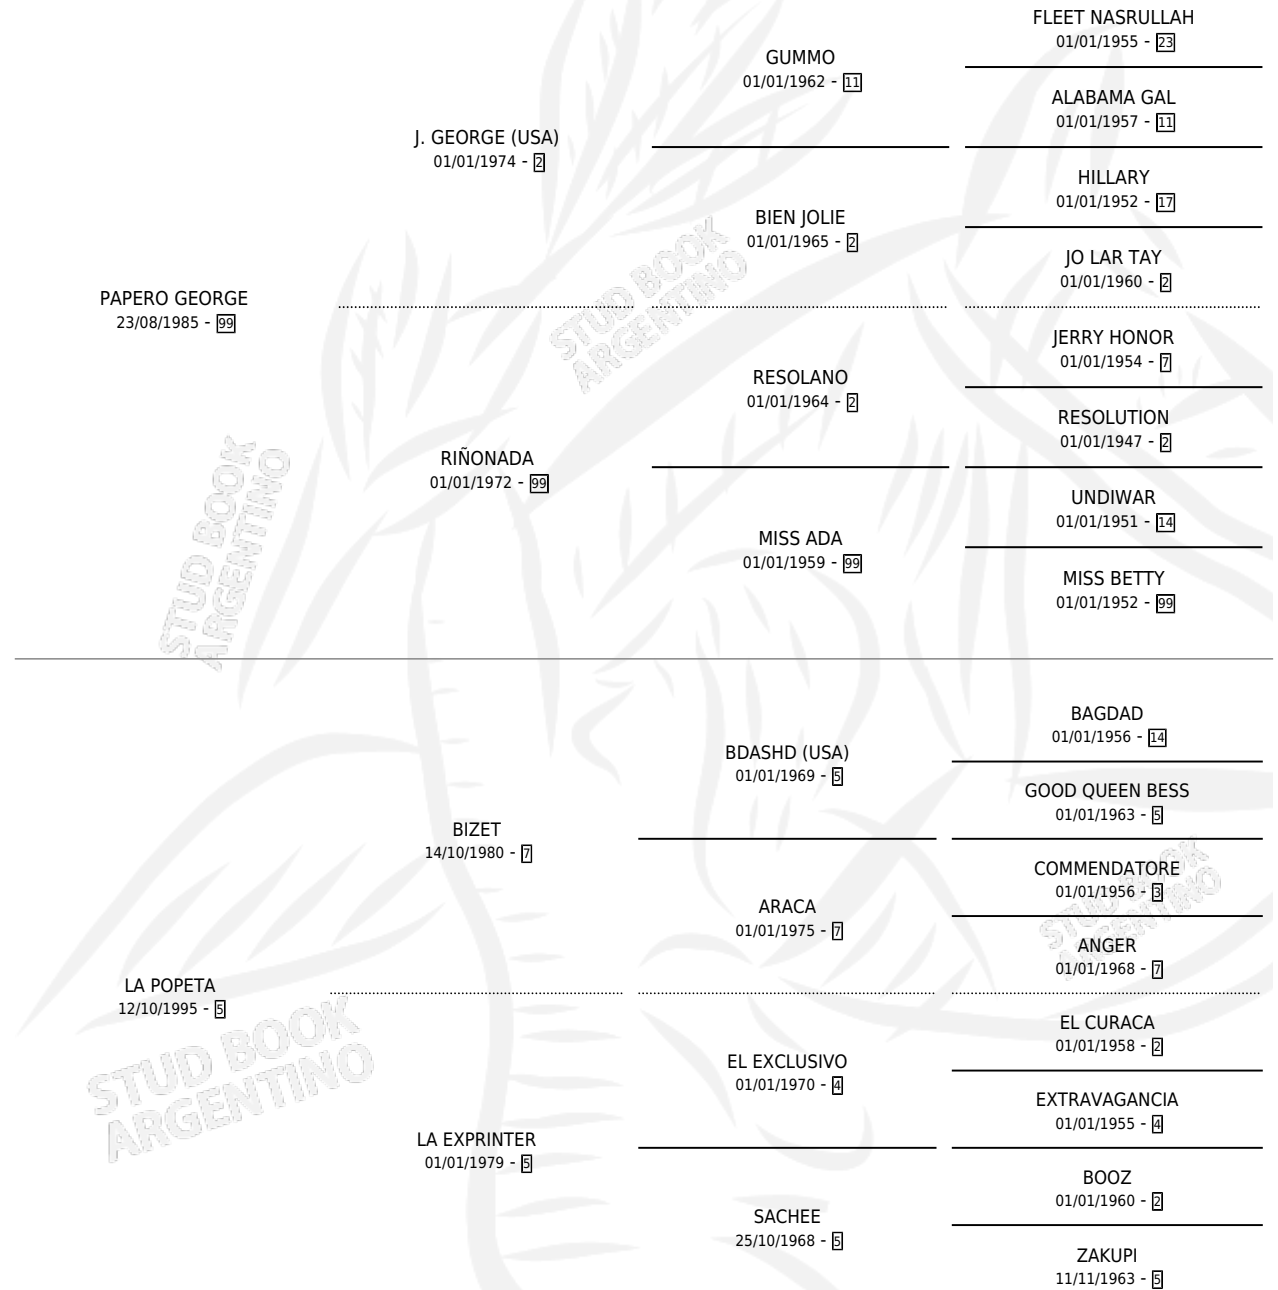 FLEET NASRULLAH
01/01/1955 - 23
GUMMO
01/01/1962 - 11
ALABAMA GAL
01/01/1957 - 11
J. GEORGE (USA)
01/01/1974 - 2
HILLARY
01/01/1952 - 17
BIEN JOLIE
01/01/1965 - 2
JO LAR TAY
01/01/1960 - 2
PAPERO GEORGE
23/08/1985 - 99
JERRY HONOR
01/01/1954 - 7
RESOLANO
01/01/1964 - 2
RESOLUTION
01/01/1947 - 2
RIÑONADA
01/01/1972 - 99
UNDIWAR
01/01/1951 - 14
MISS ADA
01/01/1959 - 99
MISS BETTY
01/01/1952 - 99
STUD BOOK
ARGENTINO
STUD BOOK
ARGENTINO
BAGDAD
01/01/1956 - 14
BDASHD (USA)
01/01/1969 - 5
GOOD QUEEN BESS
01/01/1963 - 5
BIZET
14/10/1980 - 7
COMMENDATORE
01/01/1956 - 3
ARACA
01/01/1975 - 7
ANGER
01/01/1968 - 7
STUD BOOK
ARGENTINO
LA POPETA
12/10/1995 - 5
EL CURACA
01/01/1958 - 2
EL EXCLUSIVO
01/01/1970 - 4
EXTRAVAGANCIA
01/01/1955 - 4
LA EXPRINTER
01/01/1979 - 5
BOOZ
01/01/1960 - 2
SACHEE
25/10/1968 - 5
ZAKUPI
11/11/1963 - 5
STUD BOOK
ARGENTINO